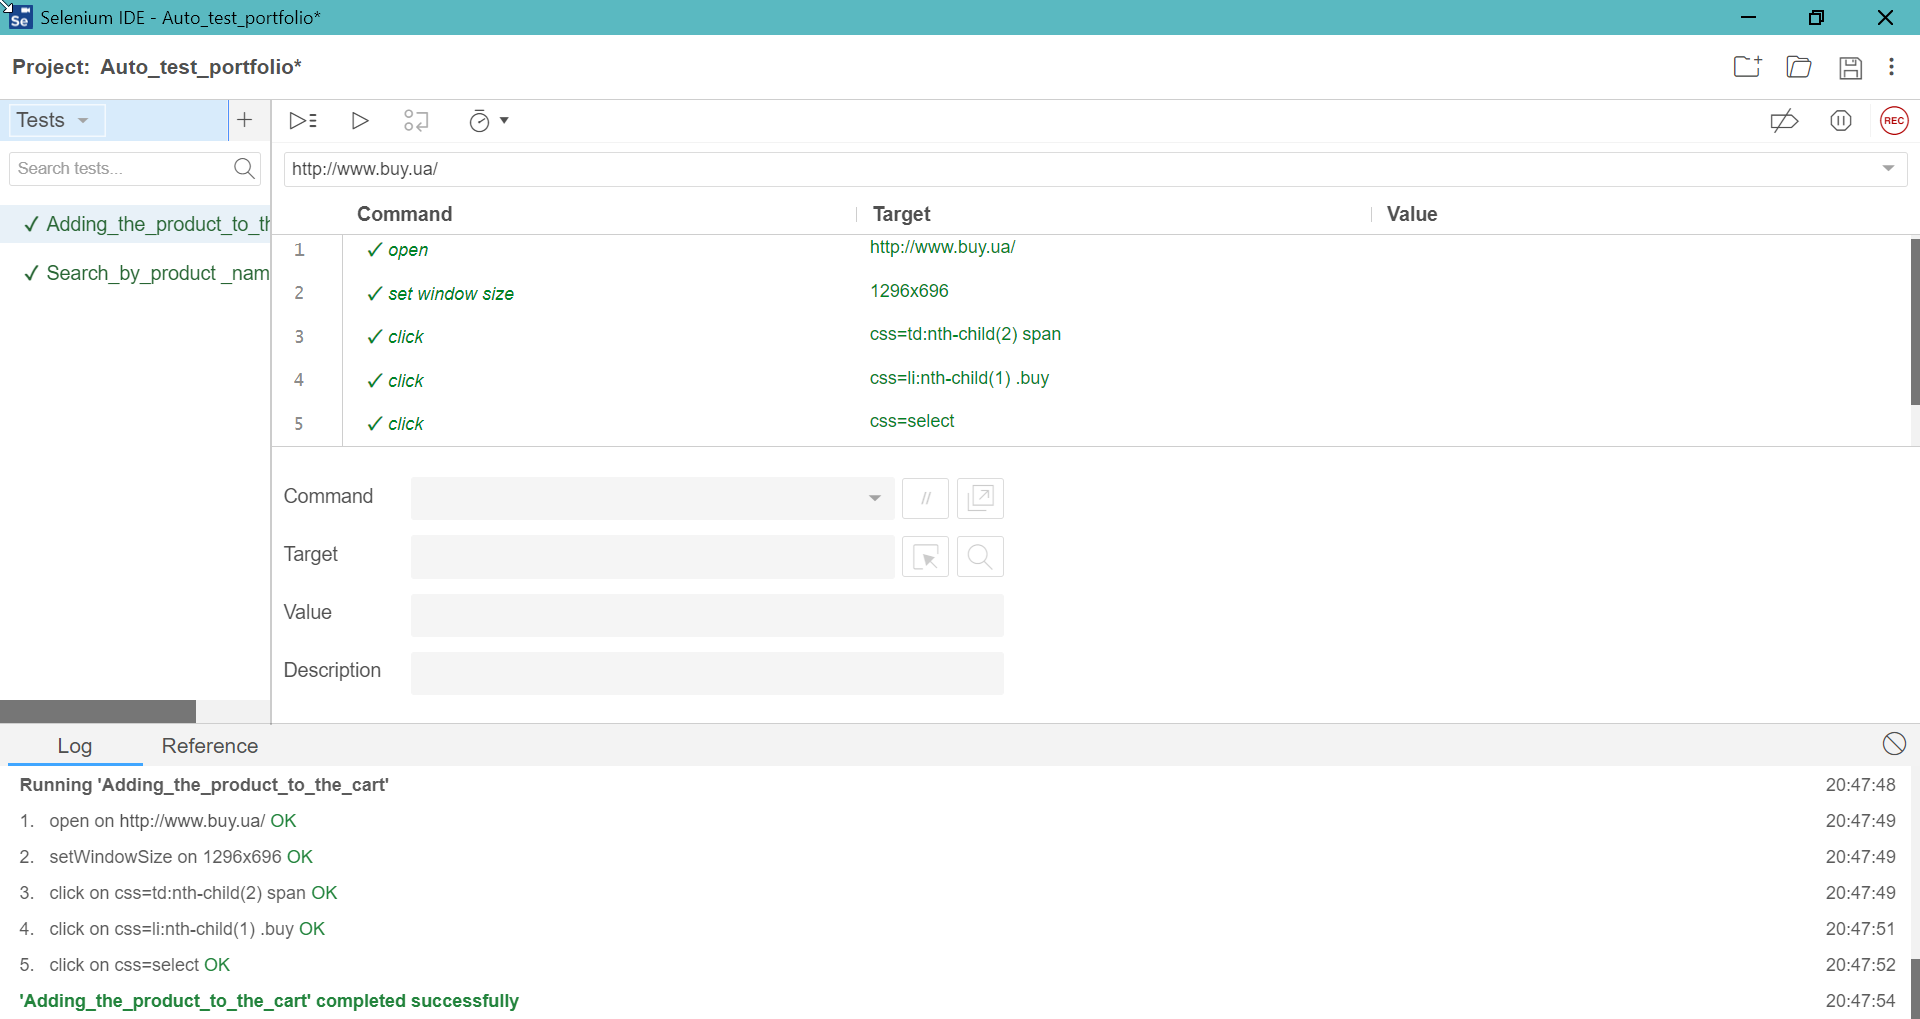 Se Selenium IDE - Auto_test_portfolio*
Project: Auto_test_portfolio*
Tests
REC
Search tests...
http://www.buy.ua/
Command Target Value
✓ Adding_the_product_to_th
✓ Search_by_product _nam
1 ✓ open http://www.buy.ua/
2 ✓ set window size 1296x696
3 ✓ click css=td:nth-child(2) span
4 ✓ click css=li:nth-child(1) .buy
5 ✓ click css=select
Command //
Target
Value
Description
Log Reference
Running 'Adding_the_product_to_the_cart' 20:47:48
1. open on http://www.buy.ua/ OK 20:47:49
2. setWindowSize on 1296x696 OK 20:47:49
3. click on css=td:nth-child(2) span OK 20:47:49
4. click on css=li:nth-child(1) .buy OK 20:47:51
5. click on css=select OK 20:47:52
'Adding_the_product_to_the_cart' completed successfully 20:47:54